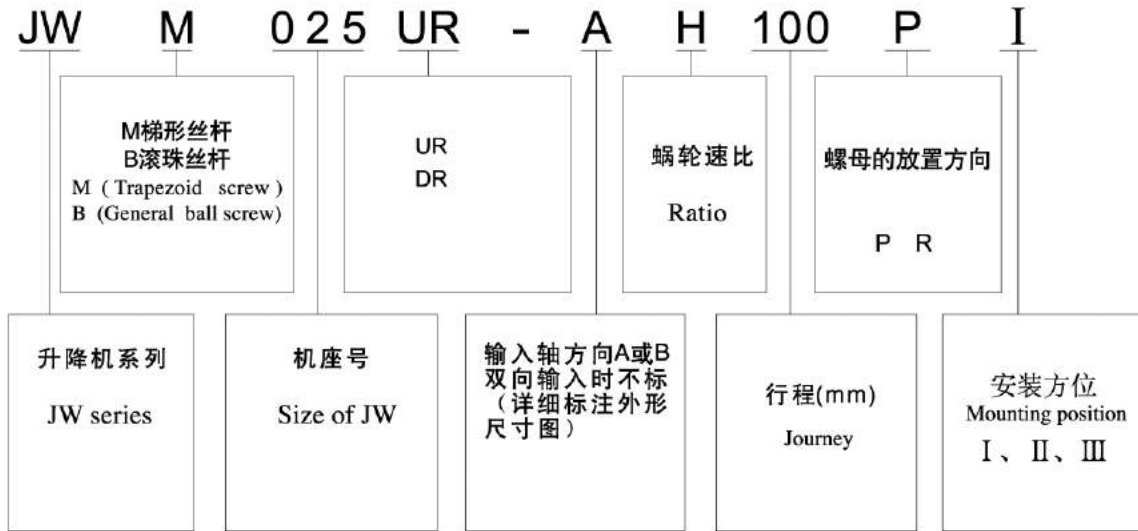 JW M 025 UR - A H 100 P I
M梯形丝杆
B滚珠丝杆
M ( Trapezoid screw )
B (General ball screw)
UR
DR
蜗轮速比
Ratio
螺母的放置方向
P R
升降机系列
JW series
机座号
Size of JW
输入轴方向A或B
双向输入时不标
（详细标注外形
尺寸图）
行程(mm)
Journey
安装方位
Mounting position
Ⅰ、Ⅱ、Ⅲ